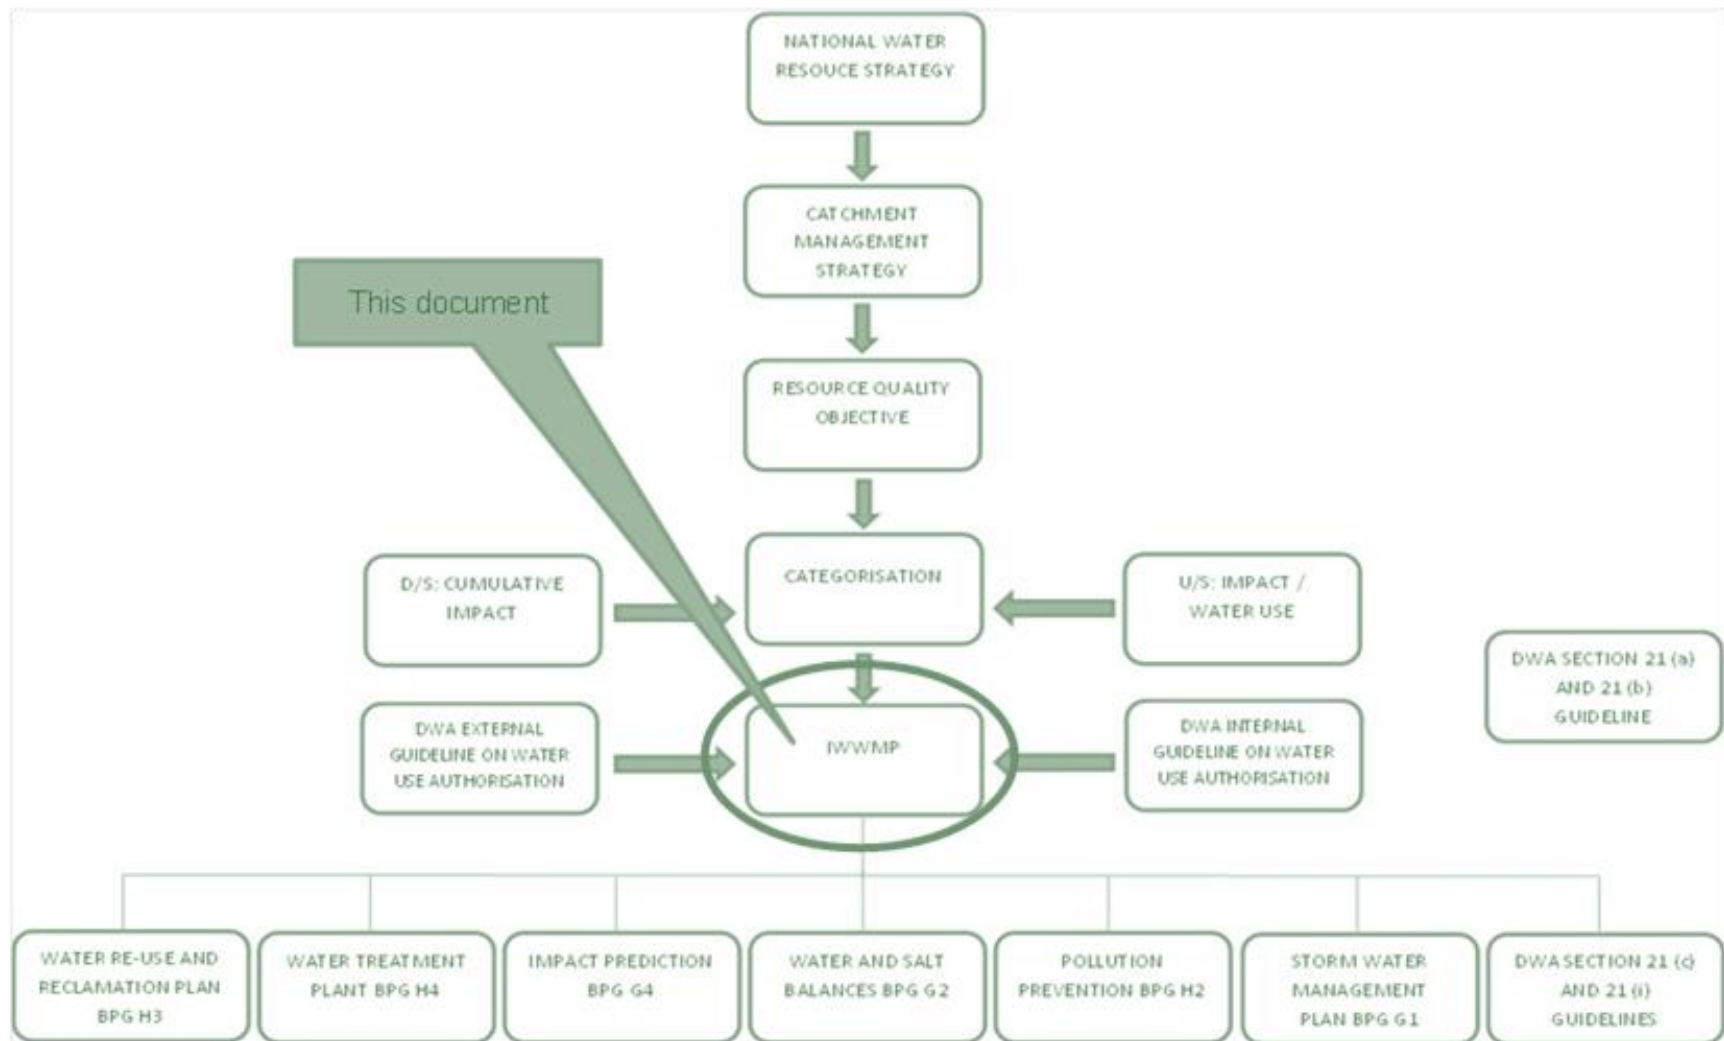 NATIONAL WATER
RESOUCE STRATEGY
CATCHMENT
MANAGEMENT
STRATEGY
This document
RESOURCE QUALITY
OBJECTIVE
D/S: CUMULATIVE
IMPACT
CATEGORISATION
U/S: IMPACT /
WATER USE
DWA SECTION 21 (a)
AND 21 (b)
GUIDELINE
DWA EXTERNAL
GUIDELINE ON WATER
USE AUTHORISATION
IWWMP
DWA INTERNAL
GUIDELINE ON WATER
USE AUTHORISATION
WATER RE-USE AND
RECLAMATION PLAN
BPG H3
WATER TREATMENT
PLANT BPG H4
IMPACT PREDICTION
BPG G4
WATER AND SALT
BALANCES BPG G2
POLLUTION
PREVENTION BPG H2
STORM WATER
MANAGEMENT
PLAN BPG G1
DWA SECTION 21 (c)
AND 21 (i)
GUIDELINES